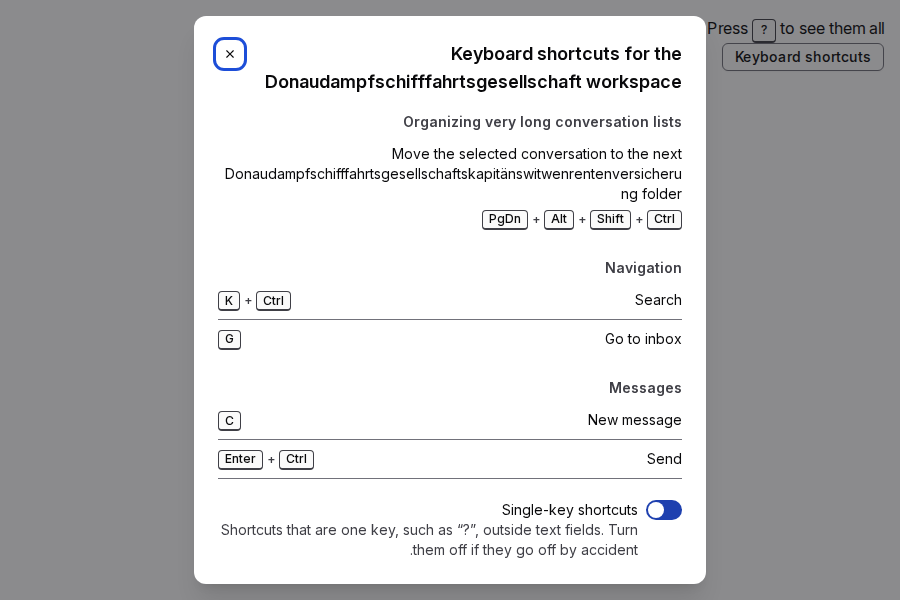 Press ? to see them all
Keyboard shortcuts
Keyboard shortcuts for the
Donaudampfschifffahrtsgesellschaft workspace
Organizing very long conversation lists
Move the selected conversation to the next
Donaudampfschifffahrtsgesellschaftskapitänswitwenrentenversicheru
ng folder
PgDn + Alt + Shift + Ctrl
Navigation
Search
K + Ctrl
Go to inbox
G
Messages
New message
C
Send
Enter + Ctrl
Single-key shortcuts
Shortcuts that are one key, such as “?”, outside text fields. Turn
.them off if they go off by accident